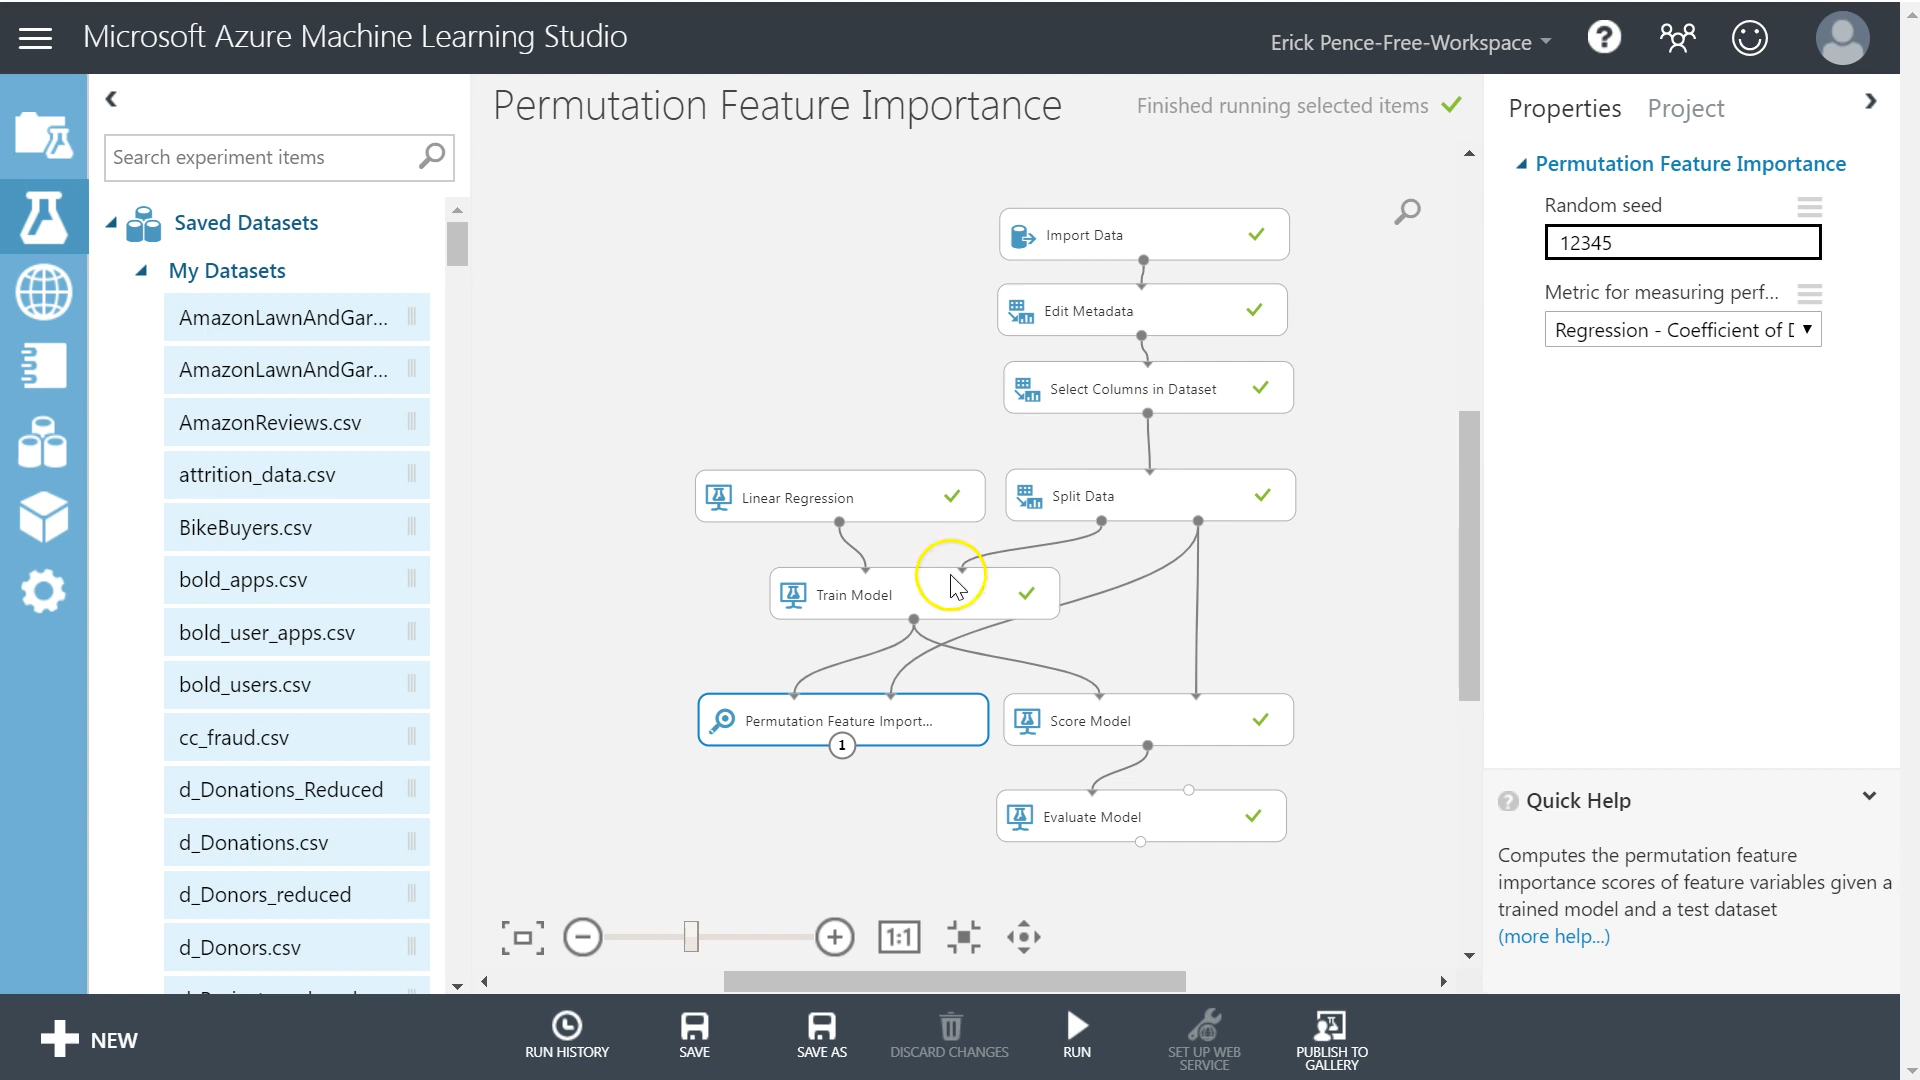 Microsoft Azure Machine Learning Studio
Erick Pence-Free-Workspace
?
Search experiment items
Saved Datasets
My Datasets
AmazonLawnAndGar...
AmazonLawnAndGar...
AmazonReviews.csv
attrition_data.csv
BikeBuyers.csv
bold_apps.csv
bold_user_apps.csv
bold_users.csv
cc_fraud.csv
d_Donations_Reduced
d_Donations.csv
d_Donors_reduced
d_Donors.csv
Permutation Feature Importance
Finished running selected items
Import Data
Edit Metadata
Select Columns in Dataset
Linear Regression
Split Data
Train Model
Permutation Feature Import...
1
Score Model
Evaluate Model
1:1
Properties
Project
Permutation Feature Importance
Random seed
12345
Metric for measuring perf...
Regression - Coefficient of
? Quick Help
Computes the permutation feature
importance scores of feature variables given a
trained model and a test dataset
(more help...)
NEW
RUN HISTORY
SAVE
SAVE AS
DISCARD CHANGES
RUN
SET UP WEB
SERVICE
PUBLISH TO
GALLERY